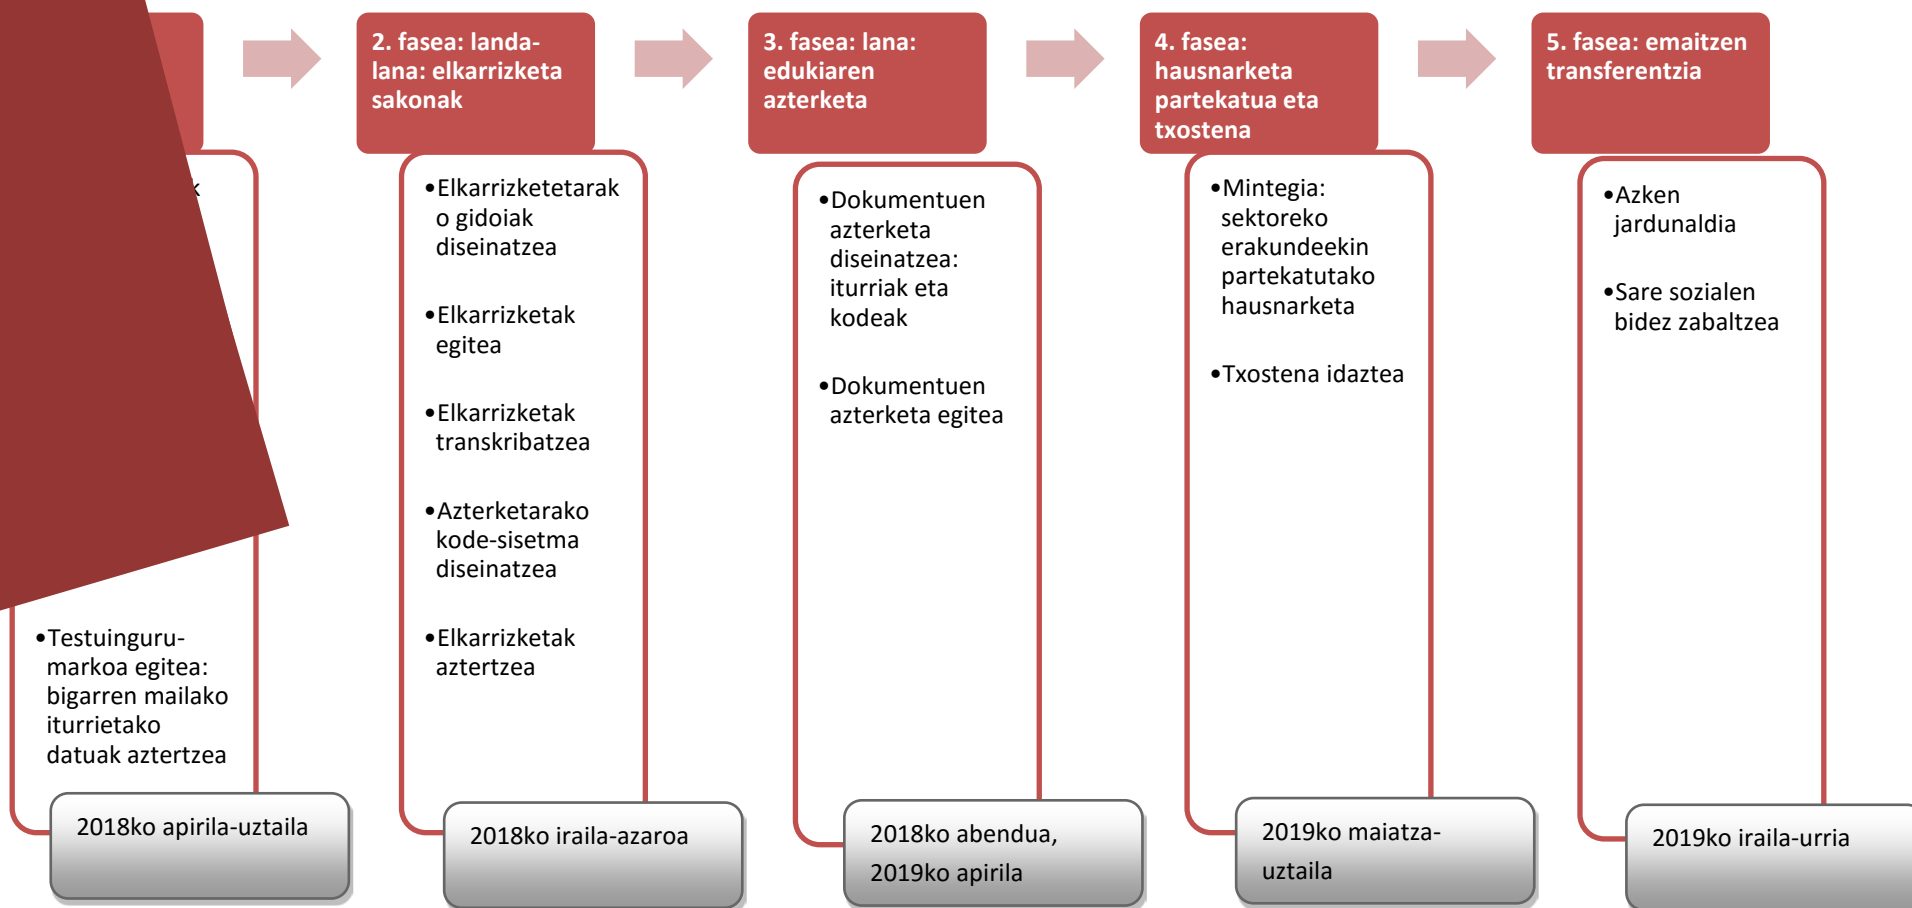 2. fasea: landa-
lana: elkarrizketa
sakonak
3. fasea: lana:
edukiaren
azterketa
4. fasea:
hausnarketa
partekatua eta
txostena
5. fasea: emaitzen
transferentzia
•Testuinguru-
markoa egitea:
bigarren mailako
iturrietako
datuak aztertzea
2018ko apirila-uztaila
•Elkarrizketetarak
o gidoiak
diseinatzea
•Elkarrizketak
egitea
•Elkarrizketak
transkribatzea
•Azterketarako
kode-sisetma
diseinatzea
•Elkarrizketak
aztertzea
2018ko iraila-azaroa
•Dokumentuen
azterketa
diseinatzea:
iturriak eta
kodeak
•Dokumentuen
azterketa egitea
2018ko abendua,
2019ko apirila
•Mintegia:
sektoreko
erakundeekin
partekatutako
hausnarketa
•Txostena idaztea
2019ko maiatza-
uztaila
•Azken
jardunaldia
•Sare sozialen
bidez zabaltzea
2019ko iraila-urria